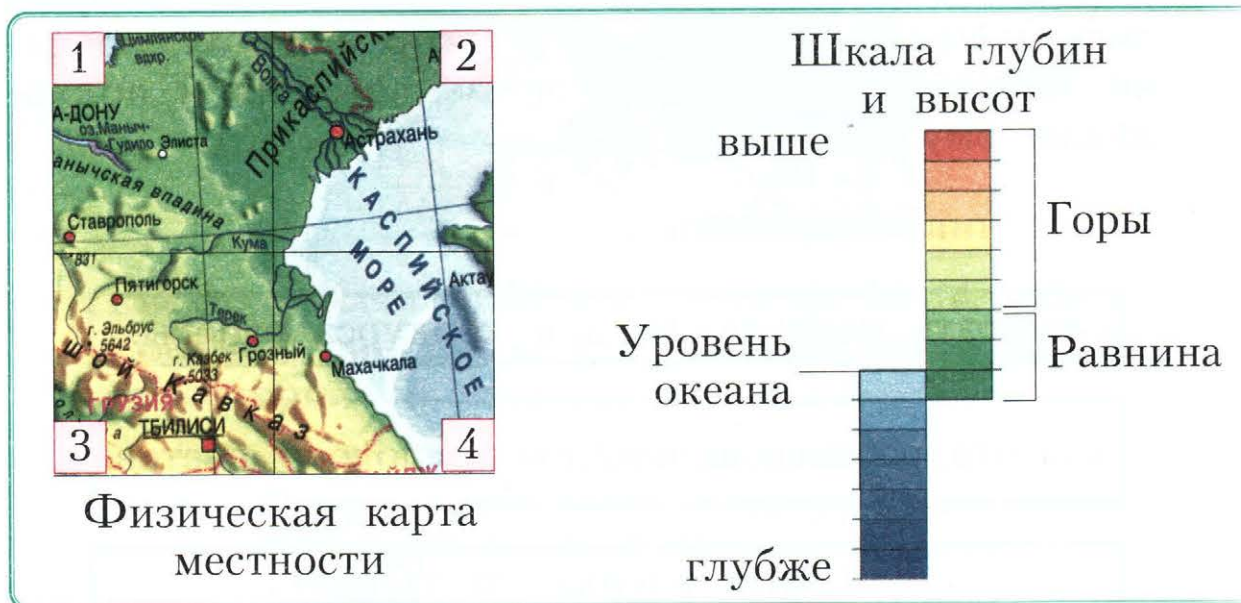 1
2
3
4
Цимлянское
вдхр.
Волга
Прикаспийск
А-ДОНУ
оз.Маныч-
Гудило
Элиста
Астрахань
анычская впадина
Ставрополь
831
Кума
КАСПИЙСКОЕ
МОРЕ
Актау
Пятигорск
Терек
г. Эльбрус
5642
г. Казбек
5033
Грозный
Махачкала
шой Кавказ
ГРУЗИЯ
ТБИЛИСИ
Физическая карта
местности
Шкала глубин
и высот
выше
Горы
Уровень
океана
Равнина
глубже